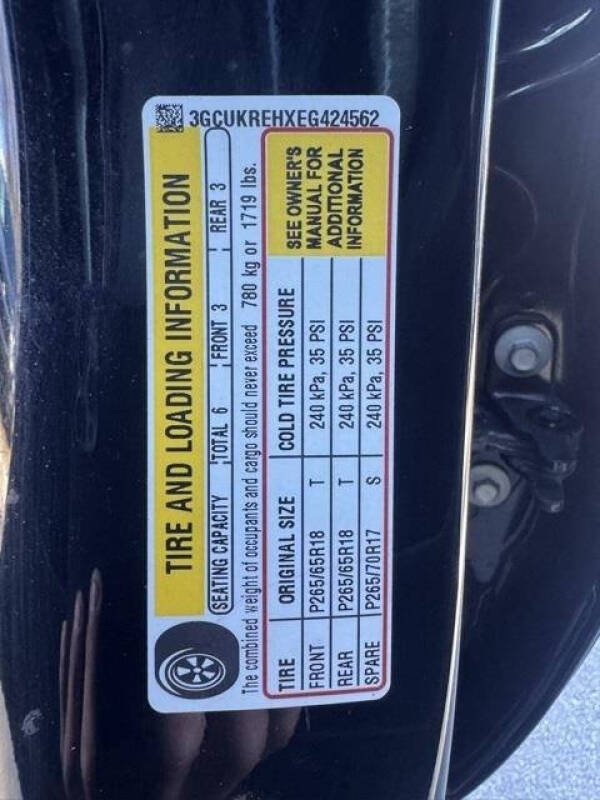 3GCUKREHXEG424562
TIRE AND LOADING INFORMATION
SEATING CAPACITY TOTAL 6 FRONT 3 REAR 3
The combined weight of occupants and cargo should never exceed 780 kg or 1719 lbs.
TIRE ORIGINAL SIZE COLD TIRE PRESSURE
FRONT P265/65R18 T 240 kPa, 35 PSI
REAR P265/65R18 T 240 kPa, 35 PSI
SPARE P265/70R17 S 240 kPa, 35 PSI
SEE OWNER'S
MANUAL FOR
ADDITIONAL
INFORMATION